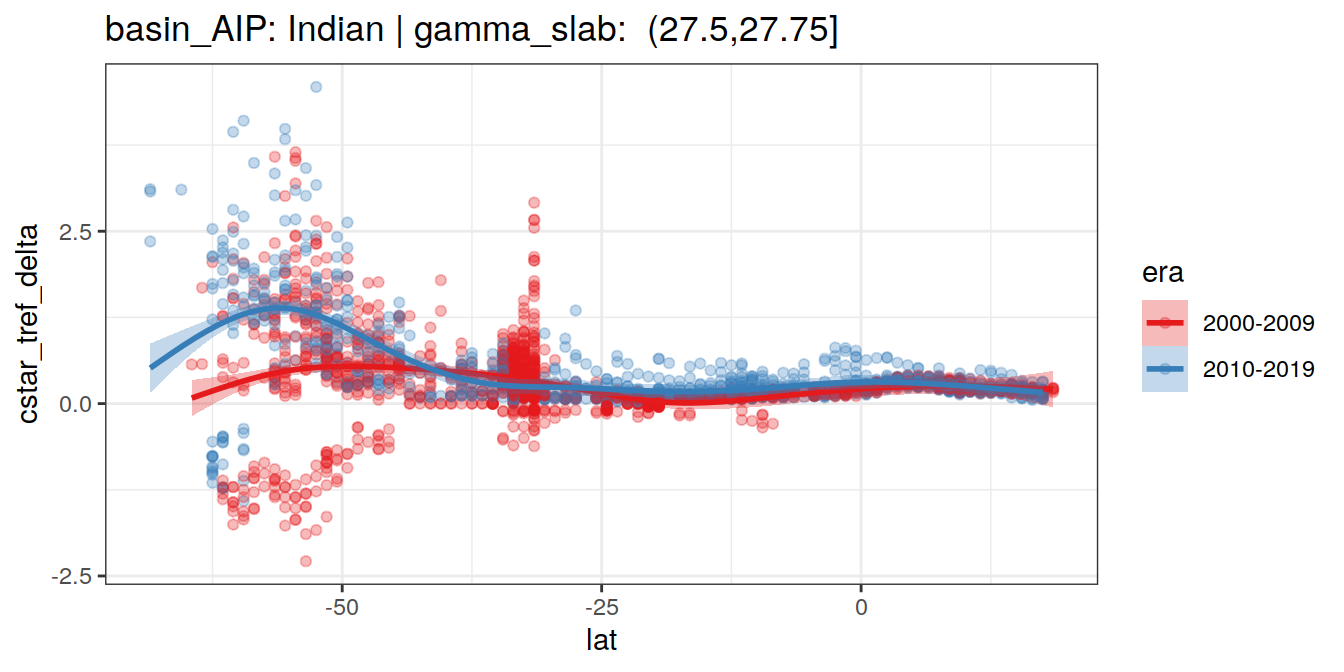 basin_AIP: Indian | gamma_slab:  (27.5,27.75]
cstar_tref_delta
2.5
0.0
-2.5
-50
-25
0
lat
era
2000-2009
2010-2019